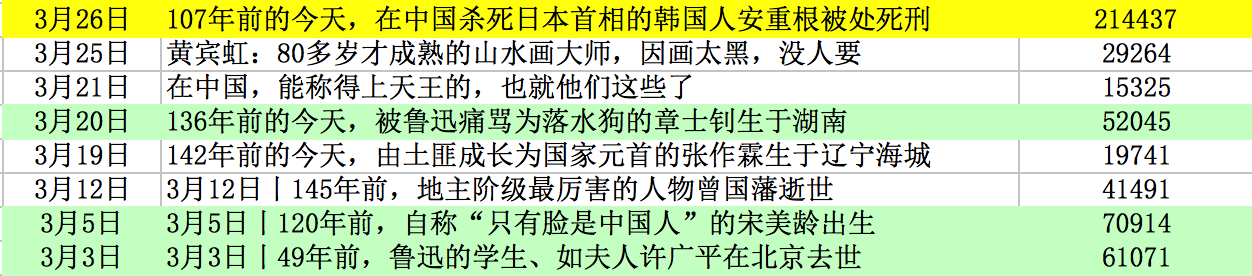 3月26日 107年前的今天，在中国杀死日本首相的韩国人安重根被处死刑 214437
3月25日 黄宾虹：80多岁才成熟的山水画大师，因画太黑，没人要 29264
3月21日 在中国，能称得上天王的，也就他们这些了 15325
3月20日 136年前的今天，被鲁迅痛骂为落水狗的章士钊生于湖南 52045
3月19日 142年前的今天，由土匪成长为国家元首的张作霖生于辽宁海城 19741
3月12日 3月12日丨145年前，地主阶级最厉害的人物曾国藩逝世 41491
3月5日 3月5日丨120年前，自称“只有脸是中国人”的宋美龄出生 70914
3月3日 3月3日丨49年前，鲁迅的学生、如夫人许广平在北京去世 61071